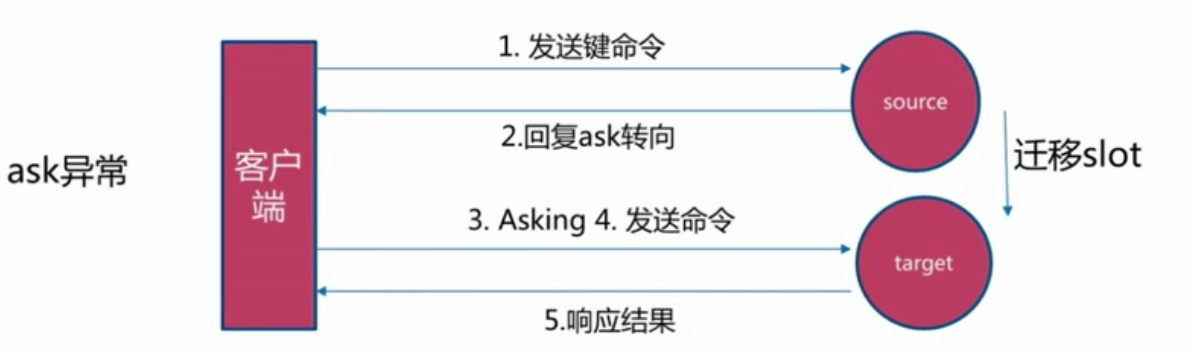 1. 发送键命令
source
2.回复ask转向
ask异常
客户
端
迁移slot
3. Asking 4. 发送命令
target
5.响应结果